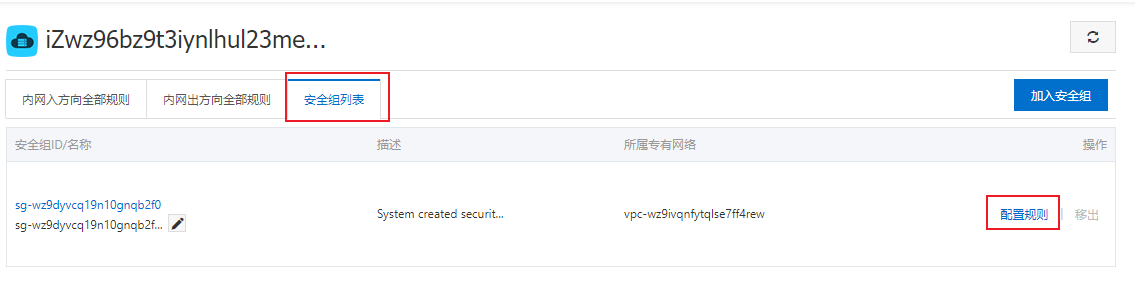 iZwz96bz9t3iynlhul23me...
内网入方向全部规则 内网出方向全部规则 安全组列表 加入安全组
安全组ID/名称 描述 所属专有网络 操作
sg-wz9dyvcq19n10gnqb2f0
sg-wz9dyvcq19n10gnqb2f... System created securit... vpc-wz9ivqnfytqlse7ff4rew 配置规则 | 移出